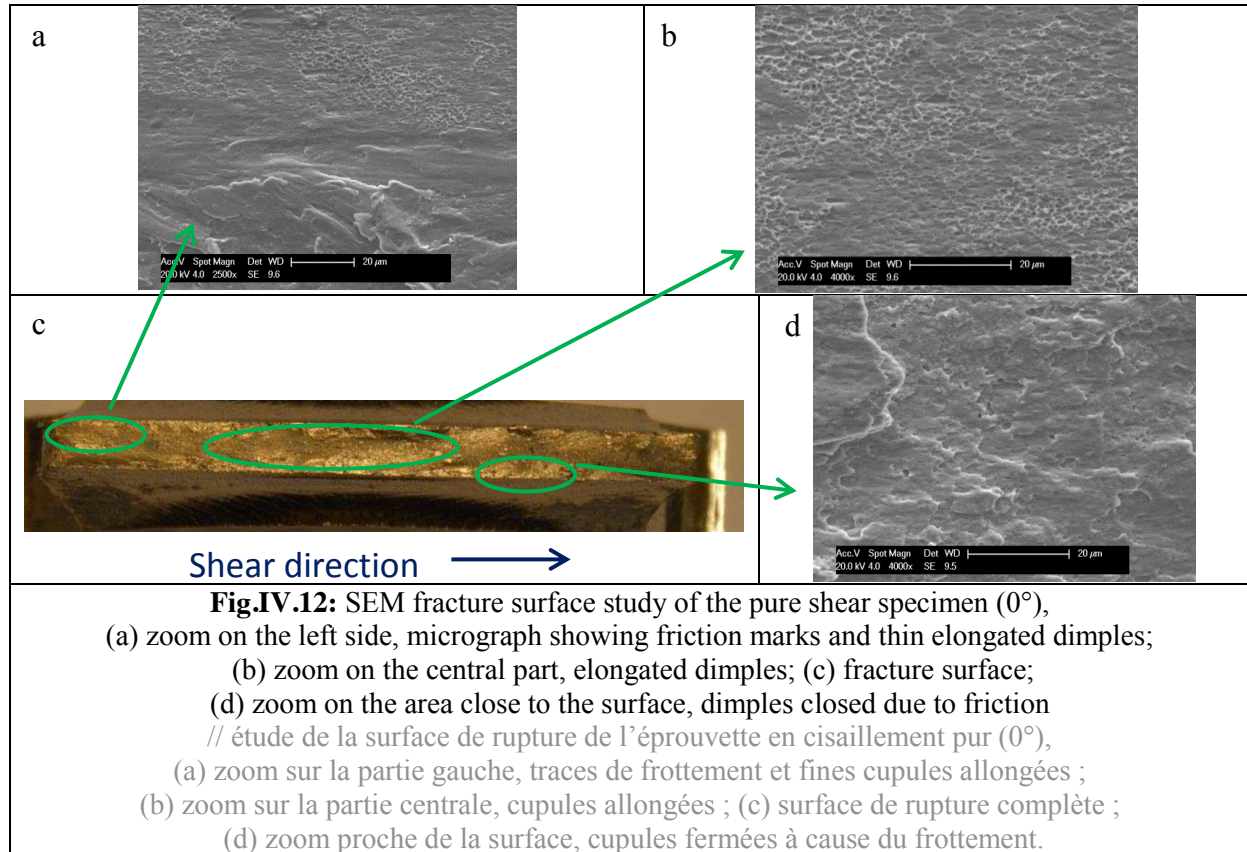 a
b
Acc.V Spot Magn Det WD 20 µm
20.0 kV 4.0 2500x SE 9.6
Acc.V Spot Magn Det WD 20 µm
20.0 kV 4.0 4000x SE 9.6
c
d
Acc.V Spot Magn Det WD 20 µm
20.0 kV 4.0 4000x SE 9.5
Shear direction
Fig.IV.12: SEM fracture surface study of the pure shear specimen (0°),
(a) zoom on the left side, micrograph showing friction marks and thin elongated dimples;
(b) zoom on the central part, elongated dimples; (c) fracture surface;
(d) zoom on the area close to the surface, dimples closed due to friction
// étude de la surface de rupture de l’éprouvette en cisaillement pur (0°),
(a) zoom sur la partie gauche, traces de frottement et fines cupules allongées ;
(b) zoom sur la partie centrale, cupules allongées ; (c) surface de rupture complète ;
(d) zoom proche de la surface, cupules fermées à cause du frottement.